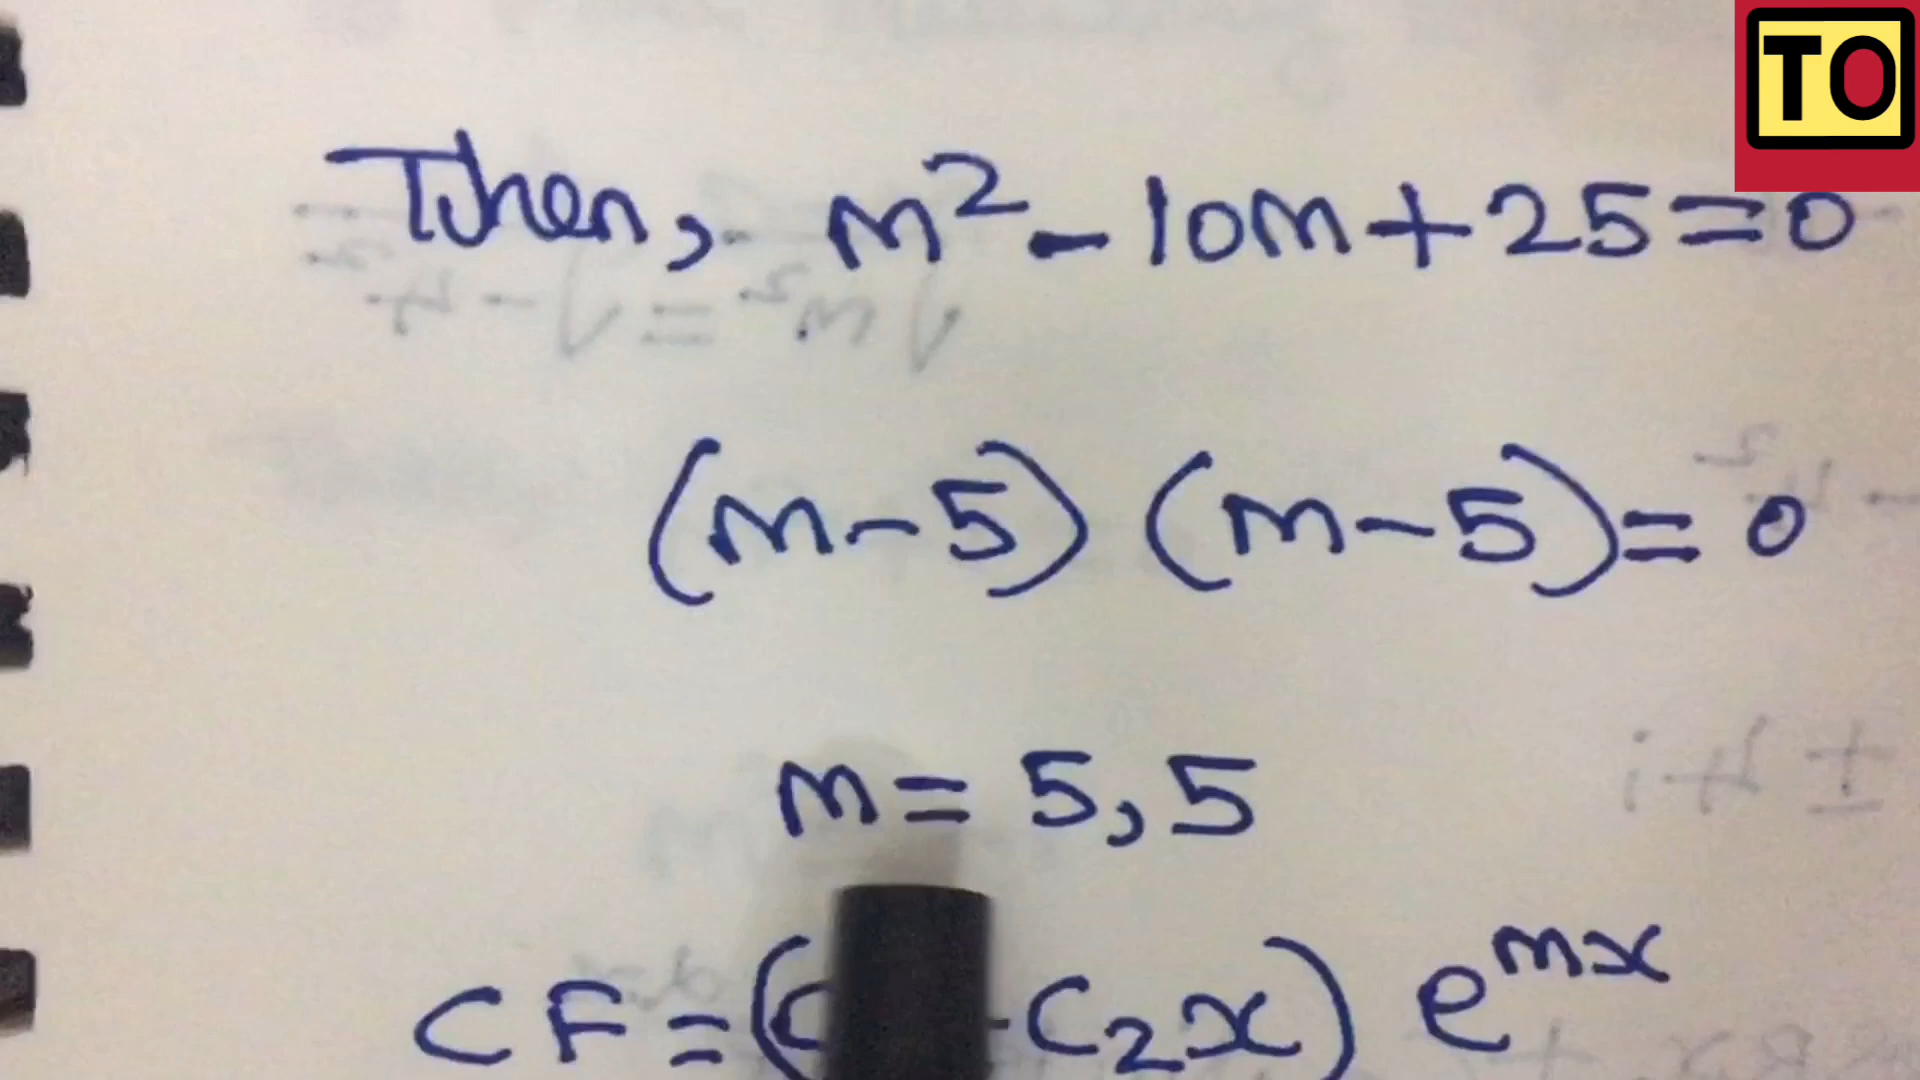 TO
Then, m² - 10m + 25 = 0
(m - 5) (m - 5) = 0
m = 5, 5
CF = (C - C₂x) e^mx